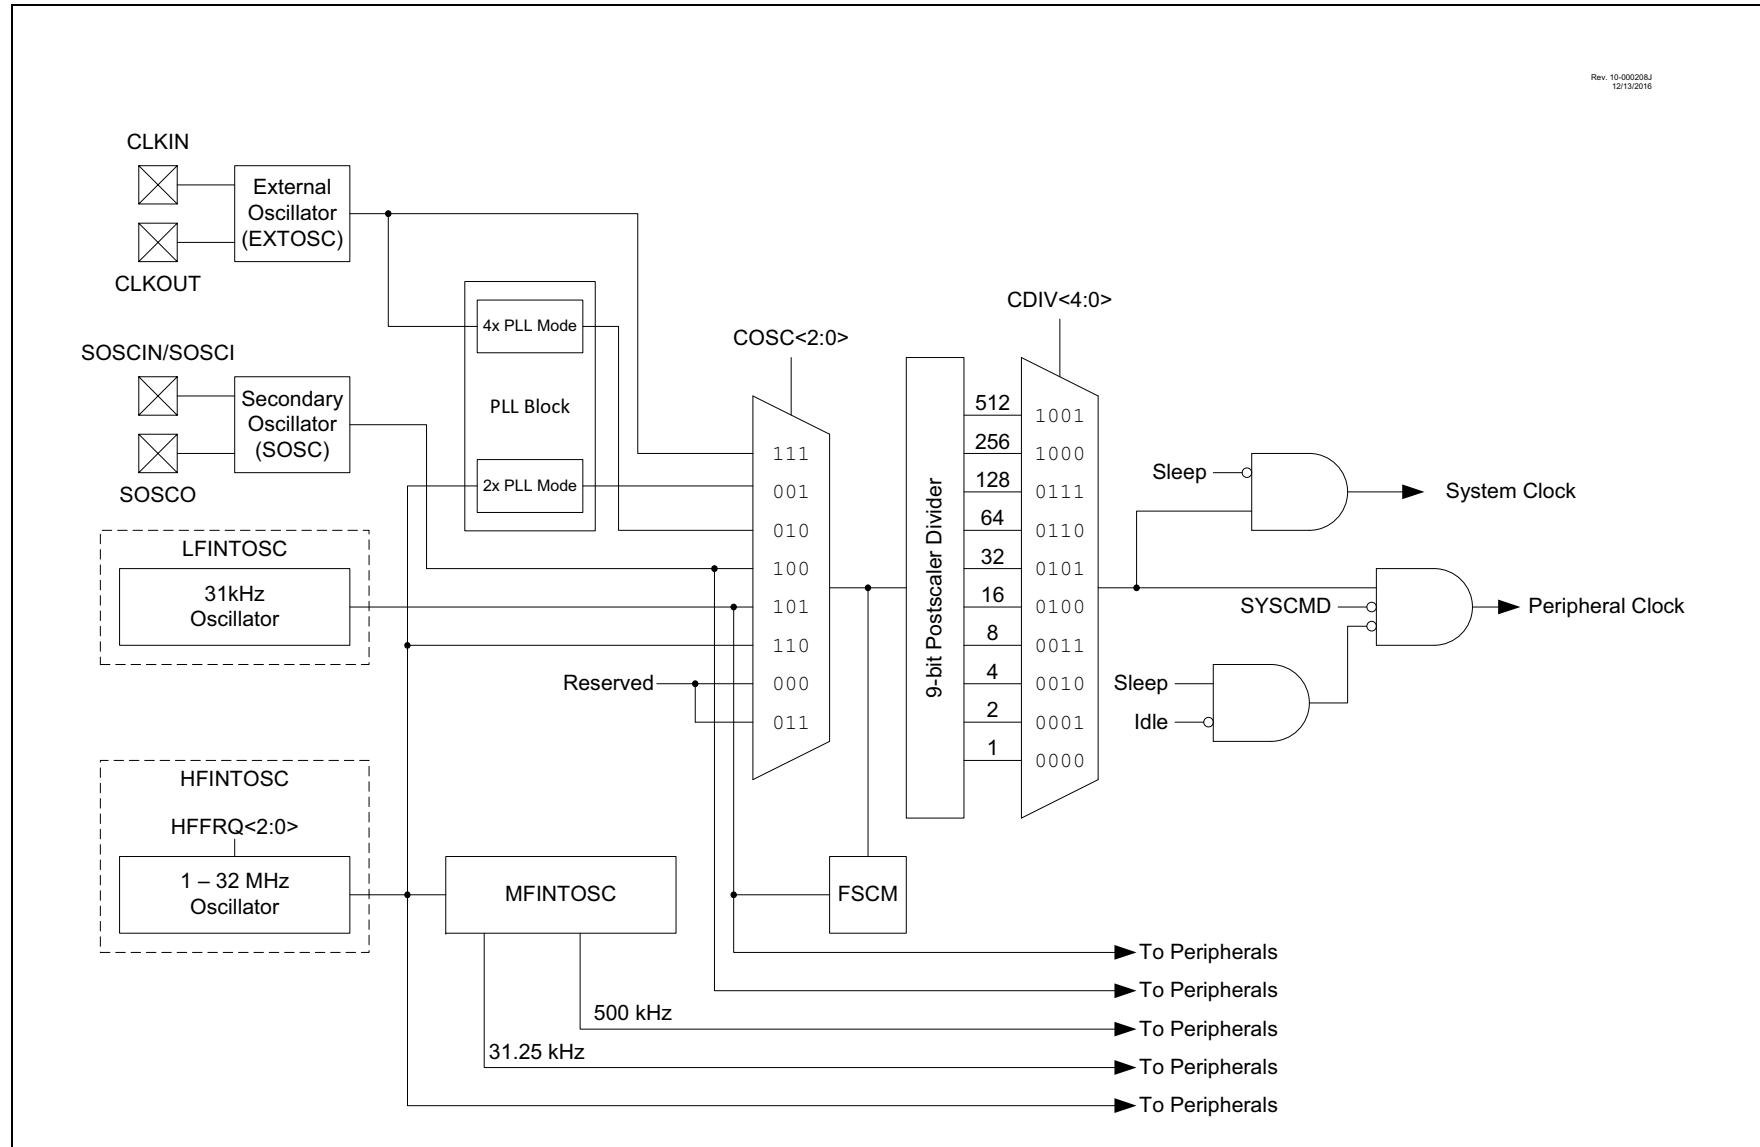 Rev. 10-000208J
12/13/2016
CLKIN
External
Oscillator
(EXTOSC)
CLKOUT
4x PLL Mode
PLL Block
2x PLL Mode
SOSCIN/SOSCI
Secondary
Oscillator
(SOSC)
SOSCO
LFINTOSC
31kHz
Oscillator
Reserved
HFINTOSC
HFFRQ<2:0>
1 – 32 MHz
Oscillator
MFINTOSC
FSCM
COSC<2:0>
111
001
010
100
101
110
000
011
9-bit Postscaler Divider
CDIV<4:0>
512 1001
256 1000
128 0111
64 0110
32 0101
16 0100
8 0011
4 0010
2 0001
1 0000
Sleep
System Clock
SYSCMD
Peripheral Clock
Sleep
Idle
To Peripherals
To Peripherals
500 kHz
To Peripherals
31.25 kHz
To Peripherals
To Peripherals